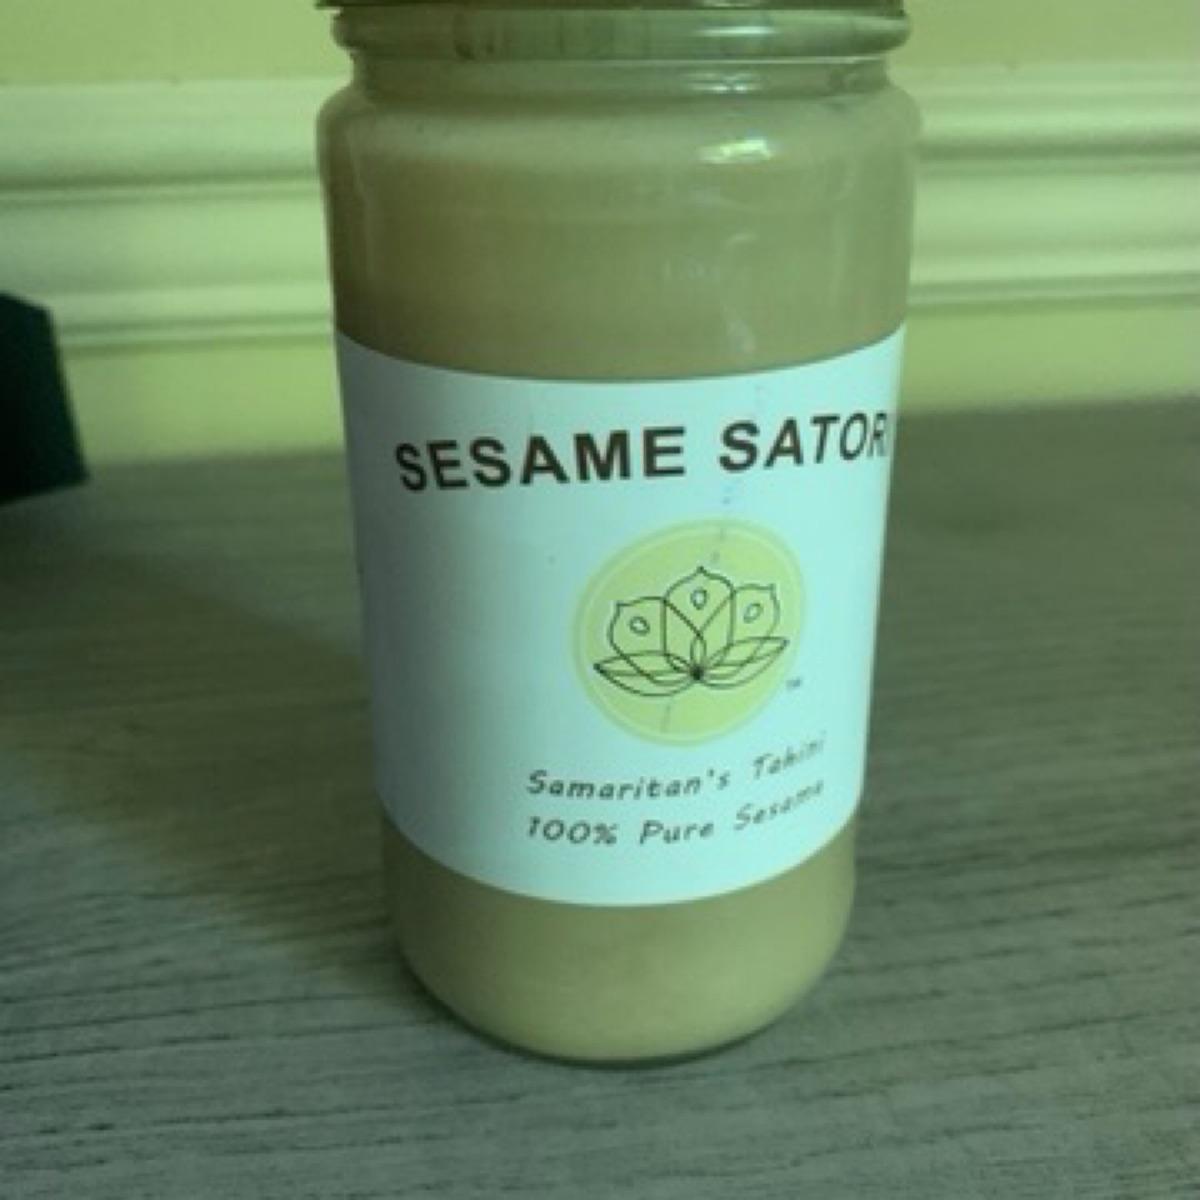 SESAME SATORI
Samaritan's Tahini
100% Pure Sesame
TM